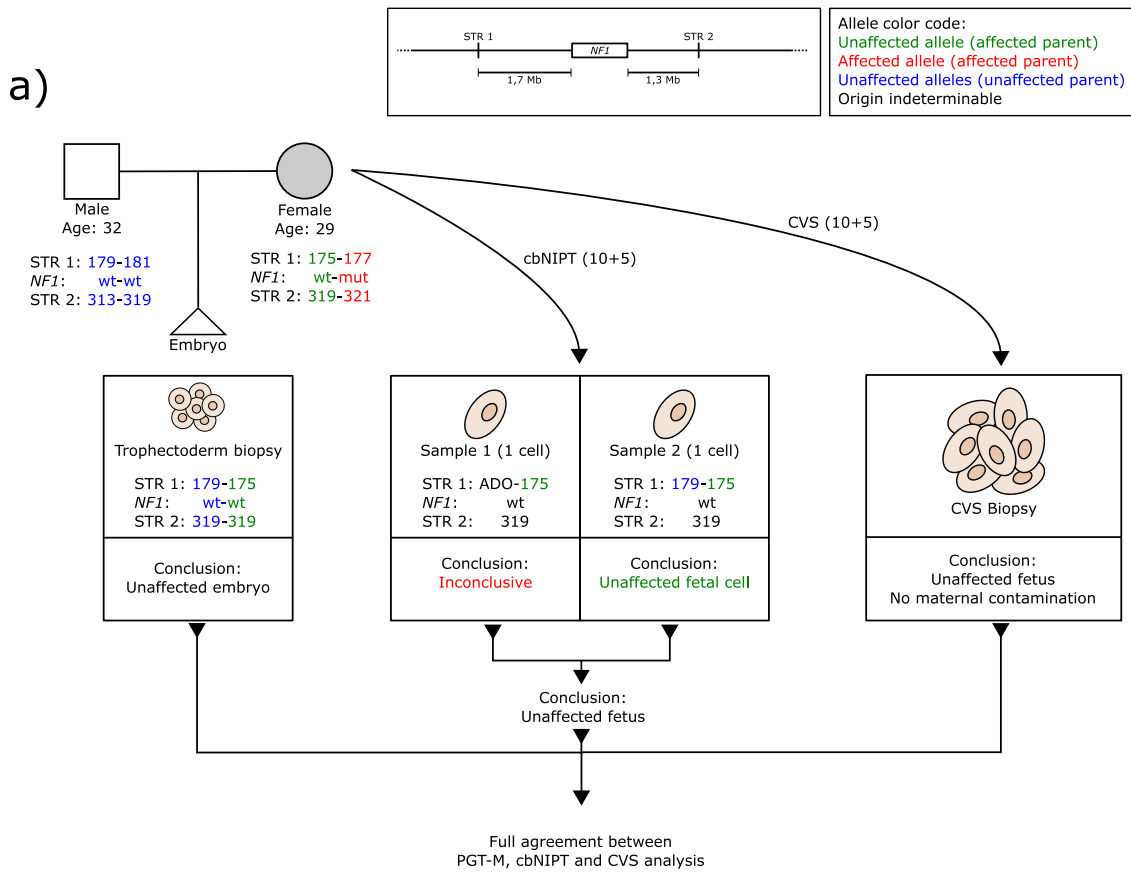 a)
STR 1
NF1
STR 2
1,7 Mb
1,3 Mb
Allele color code:
Unaffected allele (affected parent)
Affected allele (affected parent)
Unaffected alleles (unaffected parent)
Origin indeterminable
Male
Age: 32
STR 1: 179-181
NF1: wt-wt
STR 2: 313-319
Female
Age: 29
STR 1: 175-177
NF1: wt-mut
STR 2: 319-321
Embryo
cbNIPT (10+5)
CVS (10+5)
Trophectoderm biopsy
STR 1: 179-175
NF1: wt-wt
STR 2: 319-319
Conclusion:
Unaffected embryo
Sample 1 (1 cell)
STR 1: ADO-175
NF1: wt
STR 2: 319
Conclusion:
Inconclusive
Sample 2 (1 cell)
STR 1: 179-175
NF1: wt
STR 2: 319
Conclusion:
Unaffected fetal cell
CVS Biopsy
Conclusion:
Unaffected fetus
No maternal contamination
Conclusion:
Unaffected fetus
Full agreement between
PGT-M, cbNIPT and CVS analysis